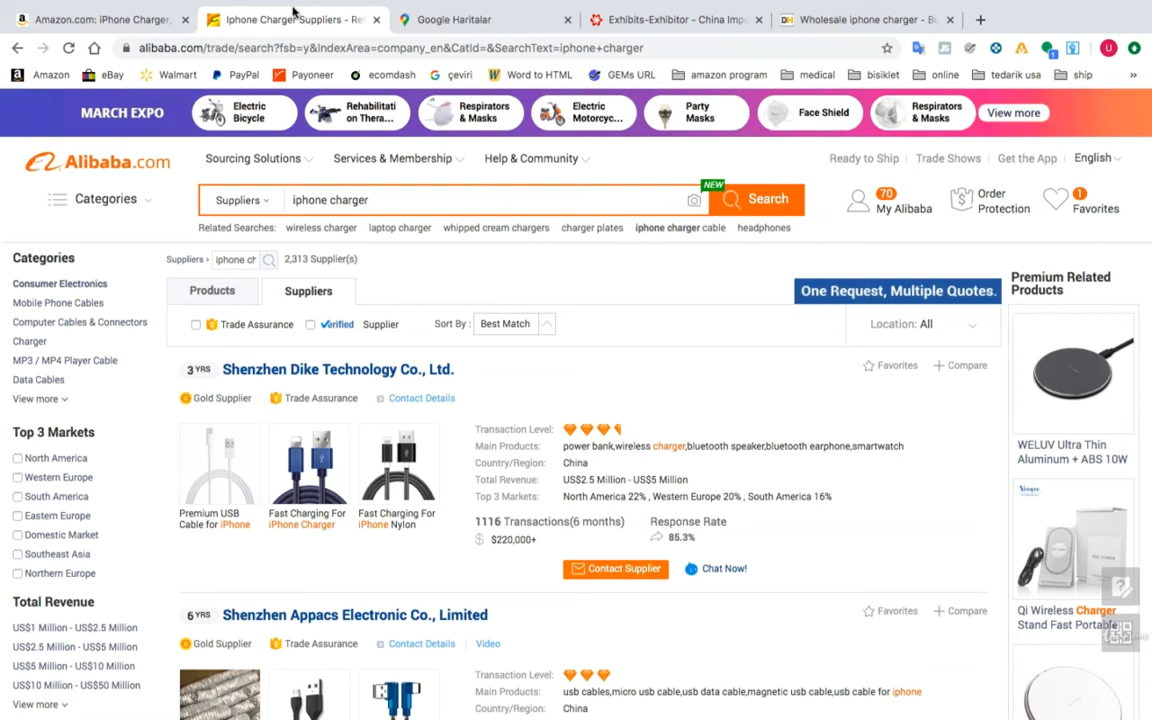 Amazon.com: iPhone Charger,
iPhone Charger Suppliers - Re
Google Haritalar
Exhibits-Exhibitor - China Imp
Wholesale iphone charger - Bu
alibaba.com/trade/search?fsb=y&IndexArea=company_en&CatId=&SearchText=iphone+charger
Amazon
eBay
Walmart
PayPal
Payoneer
ecomdash
çeviri
Word to HTML
GEMs URL
amazon program
medical
bisiklet
online
tedarik usa
ship
MARCH EXPO
Electric
Bicycle
Rehabilitati
on Thera...
Respirators
& Masks
Electric
Motorcyc...
Party
Masks
Face Shield
Respirators
& Masks
View more
Alibaba.com
Sourcing Solutions
Services & Membership
Help & Community
Ready to Ship
Trade Shows
Get the App
English
Categories
Suppliers
iphone charger
NEW
Search
70
My Alibaba
Order
Protection
1
Favorites
Related Searches: wireless charger laptop charger whipped cream chargers charger plates iphone charger cable headphones
Categories
Consumer Electronics
Mobile Phone Cables
Computer Cables & Connectors
Charger
MP3 / MP4 Player Cable
Data Cables
View more
Top 3 Markets
North America
Western Europe
South America
Eastern Europe
Domestic Market
Southeast Asia
Northern Europe
Total Revenue
US$1 Million - US$2.5 Million
US$2.5 Million - US$5 Million
US$5 Million - US$10 Million
US$10 Million - US$50 Million
View more
Suppliers > iphone ch 2,313 Supplier(s)
Products
Suppliers
One Request, Multiple Quotes.
Trade Assurance
Verified Supplier
Sort By : Best Match
Location: All
3 YRS Shenzhen Dike Technology Co., Ltd.
Favorites
Compare
Gold Supplier
Trade Assurance
Contact Details
Premium USB
Cable for iPhone
Fast Charging For
iPhone Charger
Fast Charging For
iPhone Nylon
Transaction Level:
Main Products: power bank,wireless charger,bluetooth speaker,bluetooth earphone,smartwatch
Country/Region: China
Total Revenue: US$2.5 Million - US$5 Million
Top 3 Markets: North America 22% , Western Europe 20% , South America 16%
1116 Transactions(6 months)
$220,000+
Response Rate
85.3%
Contact Supplier
Chat Now!
6 YRS Shenzhen Appacs Electronic Co., Limited
Favorites
Compare
Gold Supplier
Trade Assurance
Contact Details
Video
Transaction Level:
Main Products: usb cables,micro usb cable,usb data cable,magnetic usb cable,usb cable for iphone
Country/Region: China
Premium Related
Products
WELUV Ultra Thin
Aluminum + ABS 10W
Qi Wireless Charger
Stand Fast Portable